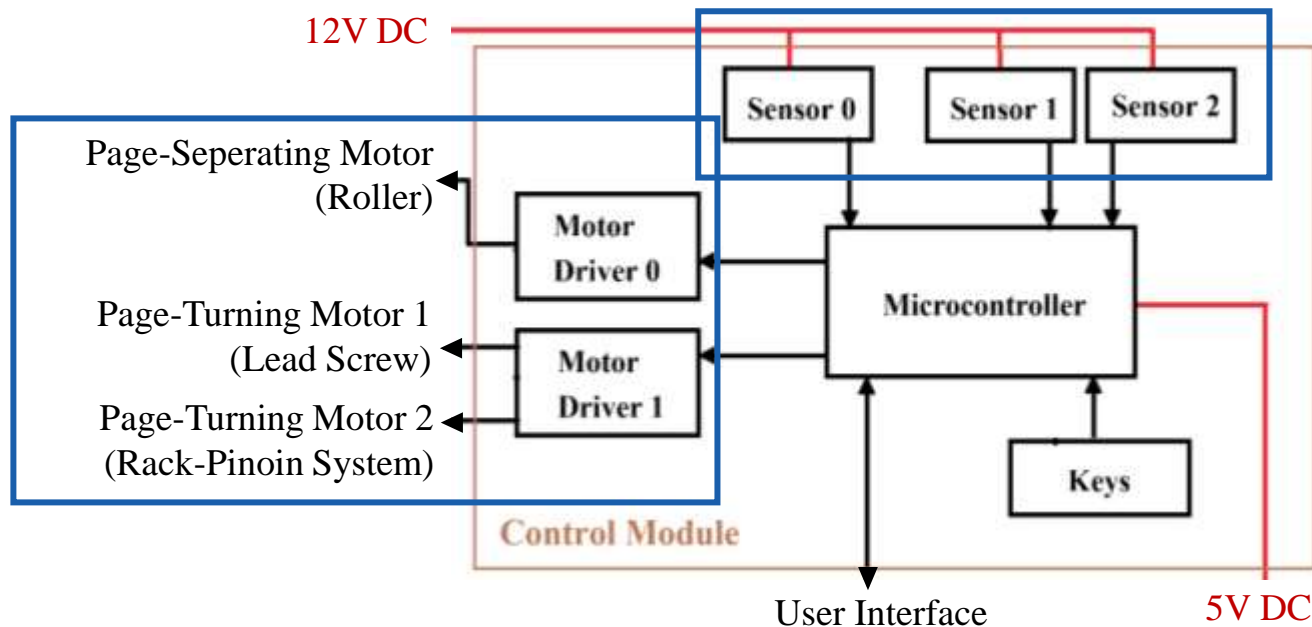 12V DC
Sensor 0
Sensor 1
Sensor 2
Page-Seperating Motor
(Roller)
Motor
Driver 0
Microcontroller
Page-Turning Motor 1
(Lead Screw)
Motor
Driver 1
Page-Turning Motor 2
(Rack-Pinoin System)
Keys
Control Module
User Interface
5V DC